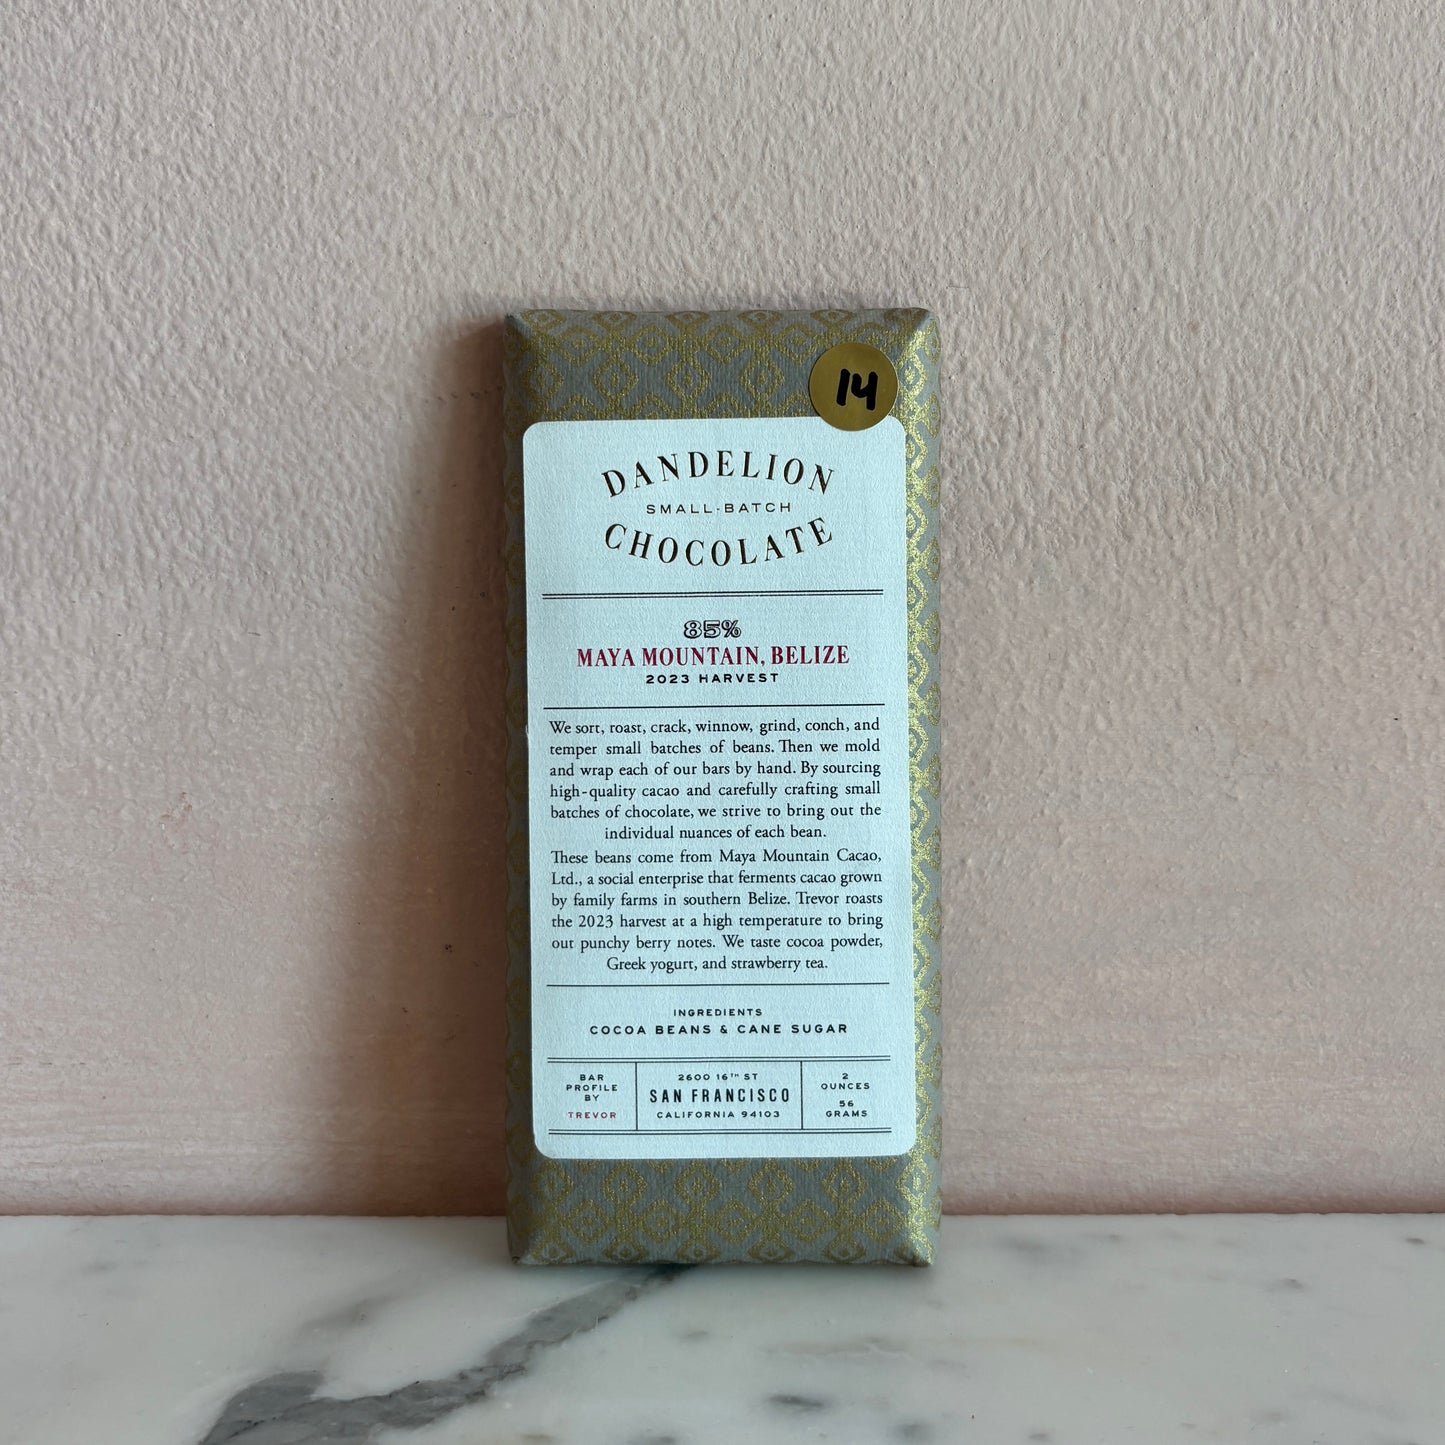 14
DANDELION
SMALL-BATCH
CHOCOLATE
85%
MAYA MOUNTAIN, BELIZE
2023 HARVEST
We sort, roast, crack, winnow, grind, conch, and
temper small batches of beans. Then we mold
and wrap each of our bars by hand. By sourcing
high-quality cacao and carefully crafting small
batches of chocolate, we strive to bring out the
individual nuances of each bean.
These beans come from Maya Mountain Cacao,
Ltd., a social enterprise that ferments cacao grown
by family farms in southern Belize. Trevor roasts
the 2023 harvest at a high temperature to bring
out punchy berry notes. We taste cocoa powder,
Greek yogurt, and strawberry tea.
INGREDIENTS
COCOA BEANS & CANE SUGAR
BAR
PROFILE
BY
TREVOR
2600 16TH ST
SAN FRANCISCO
CALIFORNIA 94103
2
OUNCES
56
GRAMS